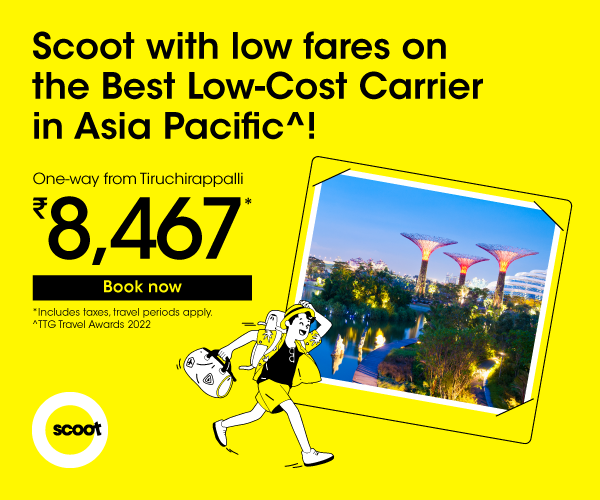 Scoot with low fares on
the Best Low-Cost Carrier
in Asia Pacific^!
One-way from Tiruchirappalli
₹8,467*
Book now
*Includes taxes, travel periods apply.
^TTG Travel Awards 2022
scoot